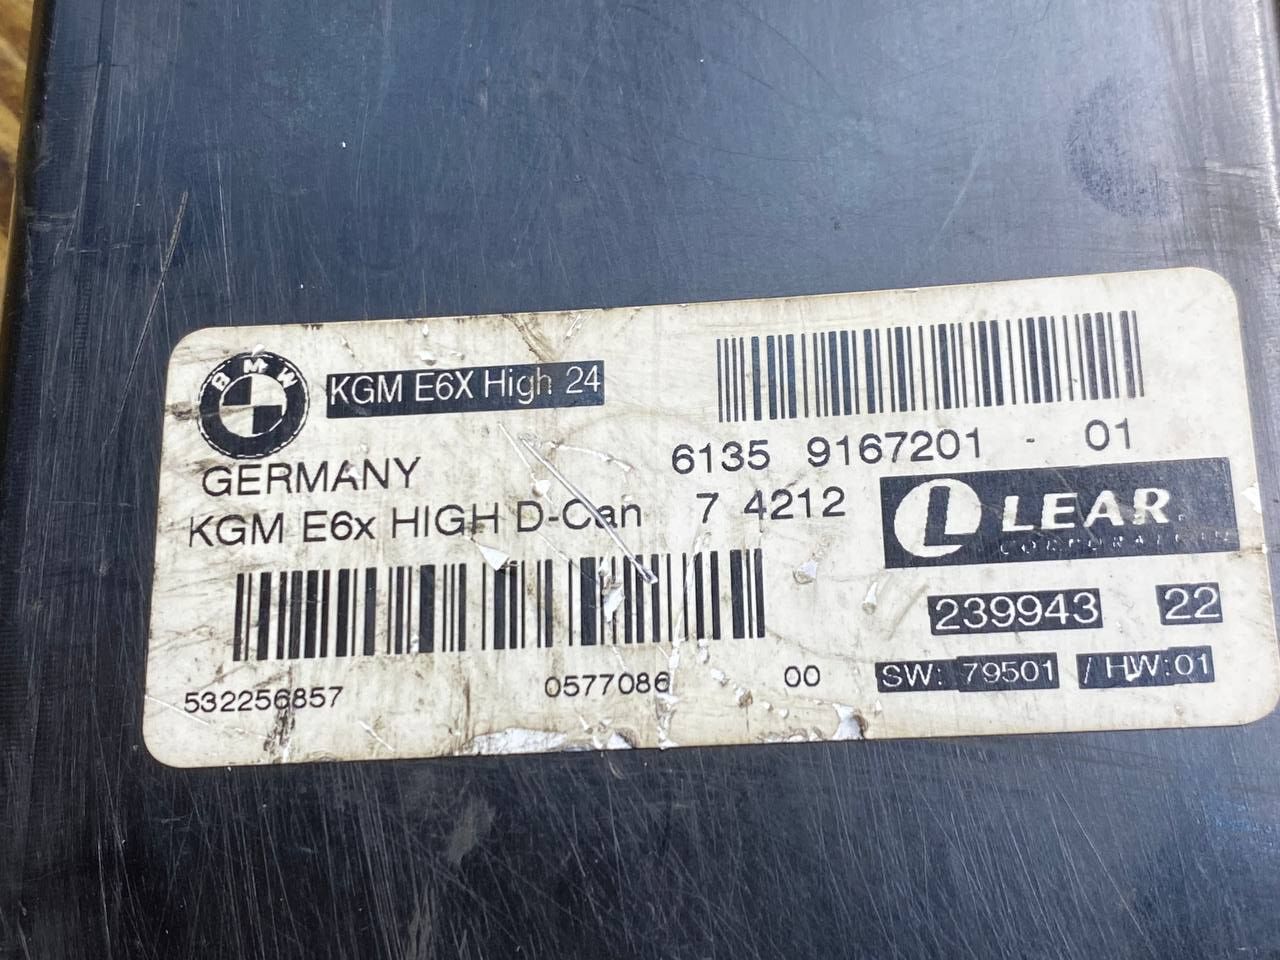 BMW
KGM E6X High 24
6135 9167201 - 01
GERMANY
KGM E6x HIGH D-Can 7 4212
LEAR
CORPORATION
239943 22
532256857 0577086 00
SW: 79501 / HW:01